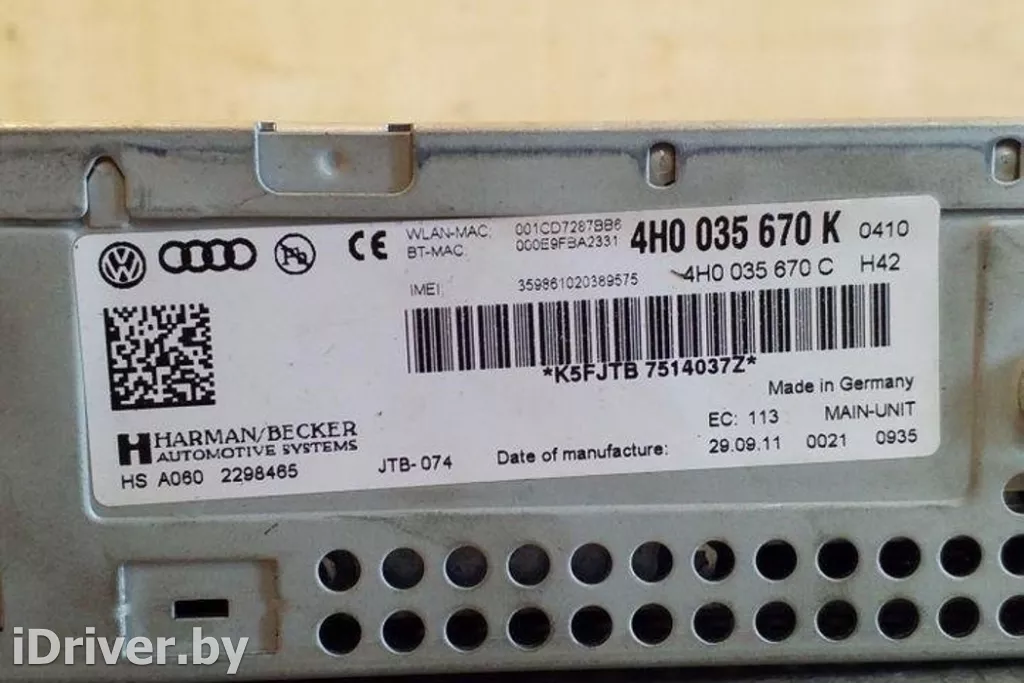 WLAN-MAC: 001CD7287BB6 4H0 035 670 K 0410
BT-MAC: 000E9FBA2331
IMEI: 359861020389575 4H0 035 670 C H42
*K5FJTB 7514037Z*
Made in Germany
HARMAN/BECKER
AUTOMOTIVE SYSTEMS
EC: 113 MAIN-UNIT
HS A060 2298465 JTB-074 Date of manufacture: 29.09.11 0021 0935
iDriver.by